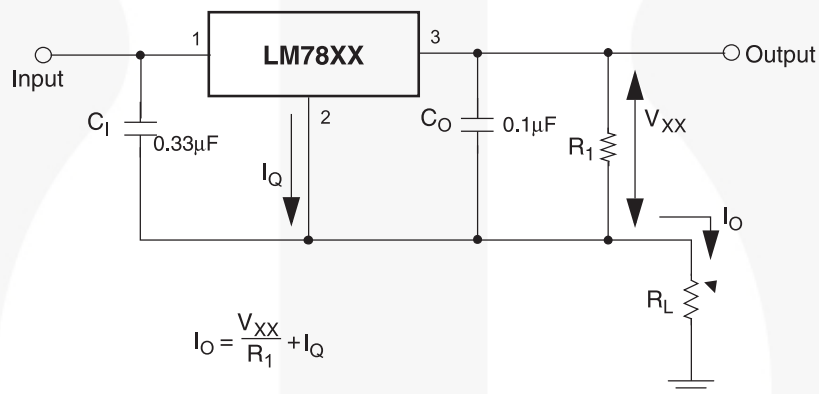 1
LM78XX
3
Input
Output
2
C_I
0.33μF
I_Q
C_O
0.1μF
R_1
V_XX
I_O
R_L
I_O = V_XX / R_1 + I_Q